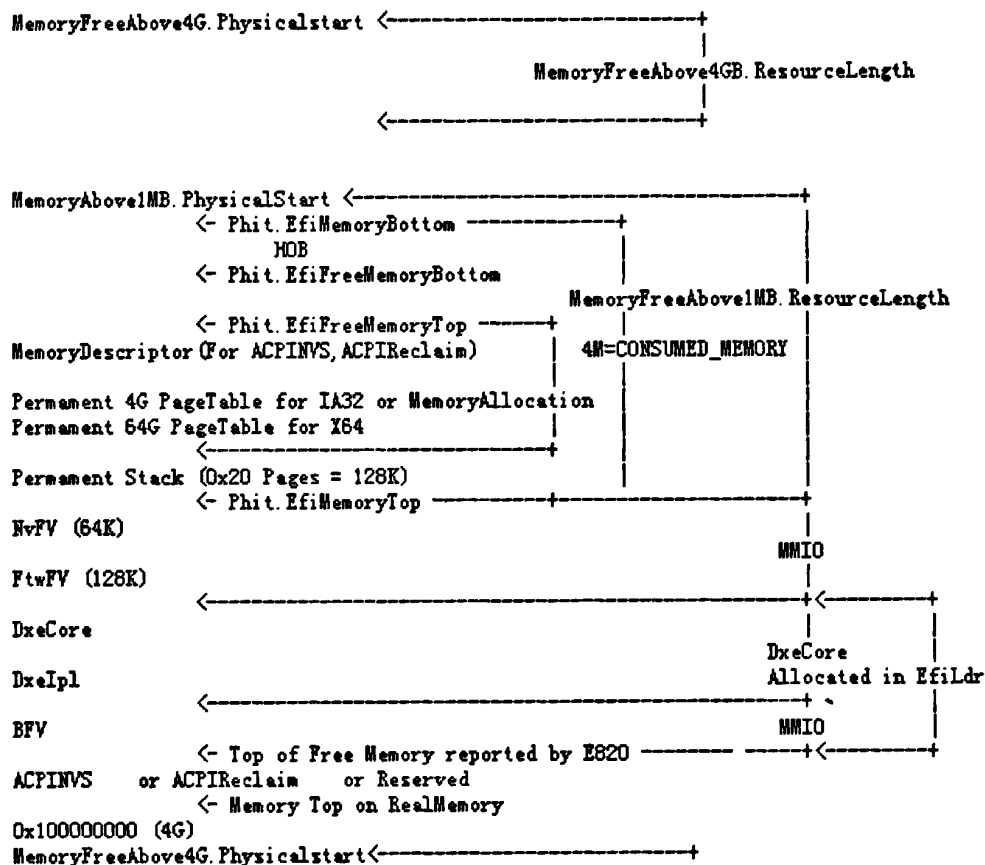 MemoryFreeAbove4G.Physicalstart <-----------------------+
|
MemoryFreeAbove4GB.ResourceLength
|
<-----------------------+
MemoryAbove1MB.PhysicalStart <---------------------------------+
<- Phit.EfiMemoryBottom -----------+
HOB
<- Phit.EfiFreeMemoryBottom
MemoryFreeAbove1MB.ResourceLength
<- Phit.EfiFreeMemoryTop ------+
MemoryDescriptor(For ACPINVS,ACPIReclaim) 4M=CONSUMED_MEMORY
Permament 4G PageTable for IA32 or MemoryAllocation
Permament 64G PageTable for X64
<-------------------------+
Permament Stack (0x20 Pages = 128K)
<- Phit.EfiMemoryTop ---------+------------------+
NvFV (64K)
MMIO
FtwFV (128K)
<-------------------------------------------+<---------+
DxeCore
DxeCore
DxeIpl Allocated in EfiLdr
<-------------------------------------------+
BFV MMIO
<- Top of Free Memory reported by E820 ------- -----+<---------+
ACPINVS or ACPIReclaim or Reserved
<- Memory Top on RealMemory
0x100000000 (4G)
MemoryFreeAbove4G.Physicalstart<-----------------------+